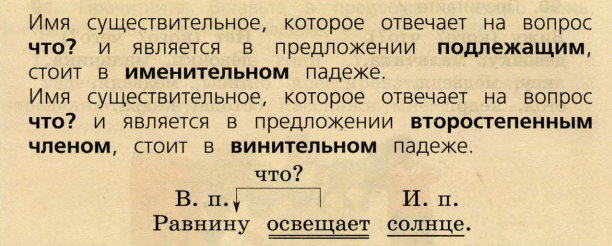 Имя существительное, которое отвечает на вопрос
что? и является в предложении подлежащим,
стоит в именительном падеже.
Имя существительное, которое отвечает на вопрос
что? и является в предложении второстепенным
членом, стоит в винительном падеже.
что?
В. п. И. п.
Равнину освещает солнце.